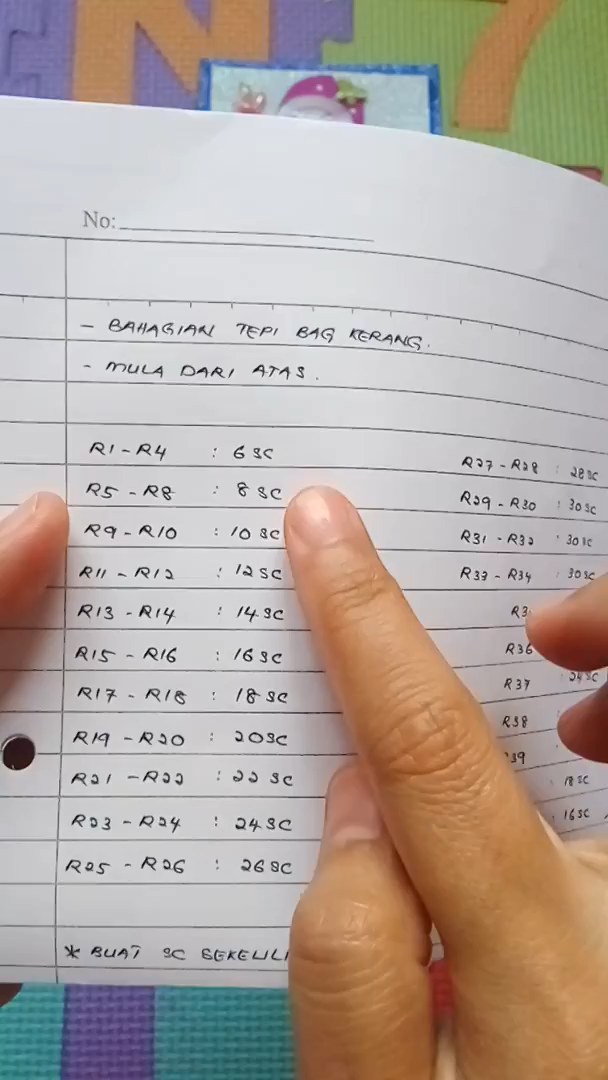 No:
- BAHAGIAN TEPI BAG KERANG.
- MULA DARI ATAS.
R1-R4 : 6 SC
R5-R8 : 8 SC
R9-R10 : 10 SC
R11-R12 : 12 SC
R13-R14 : 14 SC
R15-R16 : 16 SC
R17-R18 : 18 SC
R19-R20 : 20 SC
R21-R22 : 22 SC
R23-R24 : 24 SC
R25-R26 : 26 SC
* BUAT SC
R27-R28 : 28 SC
R29-R30 : 30 SC
R31-R32 : 30 SC
R33-R34 : 30 SC
R36
R37 24 SC
R38
18 SC
16 SC